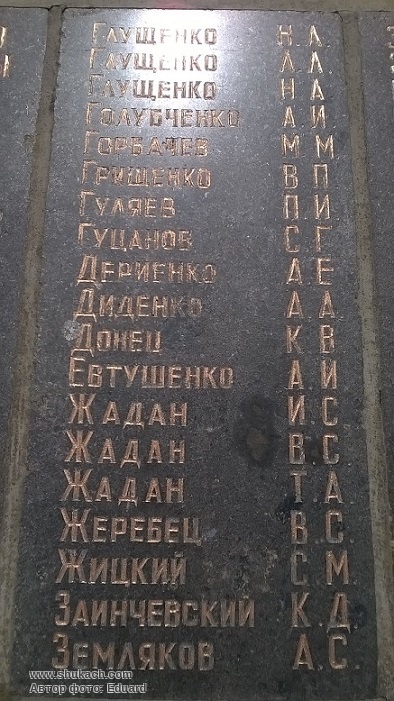 Глущенко Н.А.
Глущенко А.А.
Глущенко Н.А
Голубченко А.И
Горбачев М.М
Грищенко В.П
Гуляев П.И
Гуцанов С.Г
Дериенко А.Е
Диденко А.А
Донец К.В
Евтушенко А.И
Жадан И.С
Жадан В.С
Жадан Т.А
Жеребец В.С.
Жицкий С.М.
Заинчевский К.Д.
Земляков А.С.
www.shukach.com
Автор фото: Eduard